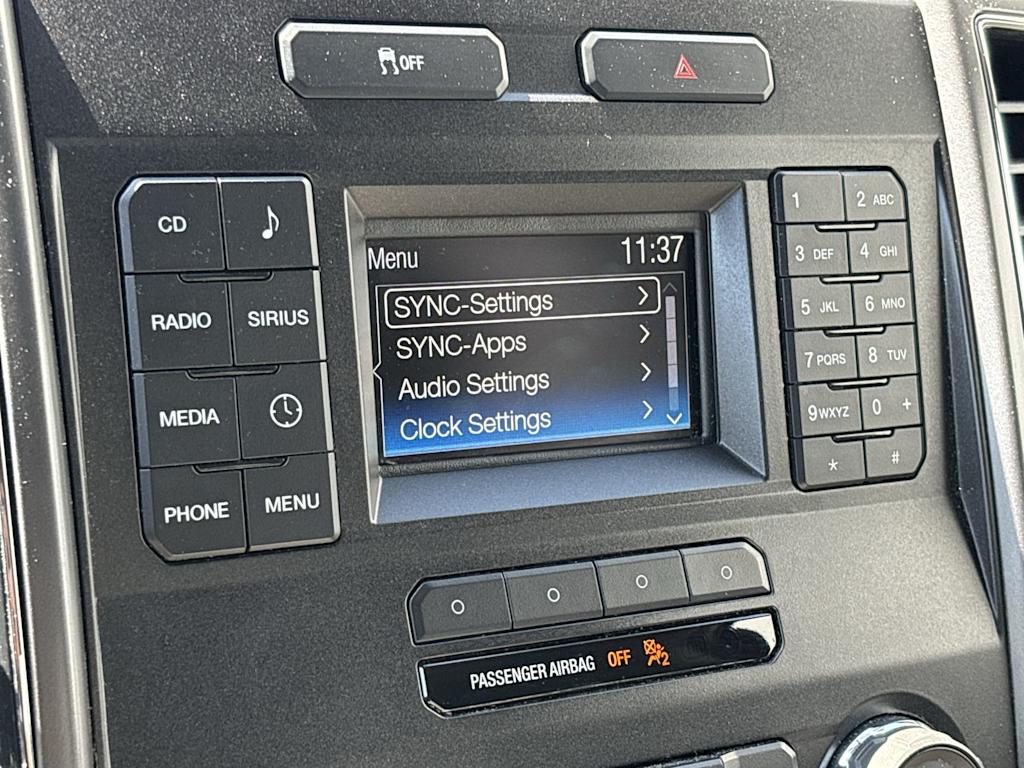 OFF
CD
RADIO SIRIUS
MEDIA
PHONE MENU
Menu 11:37
SYNC-Settings
SYNC-Apps
Audio Settings
Clock Settings
1 2 ABC
3 DEF 4 GHI
5 JKL 6 MNO
7 PQRS 8 TUV
9 WXYZ 0 +
* #
PASSENGER AIRBAG OFF 2